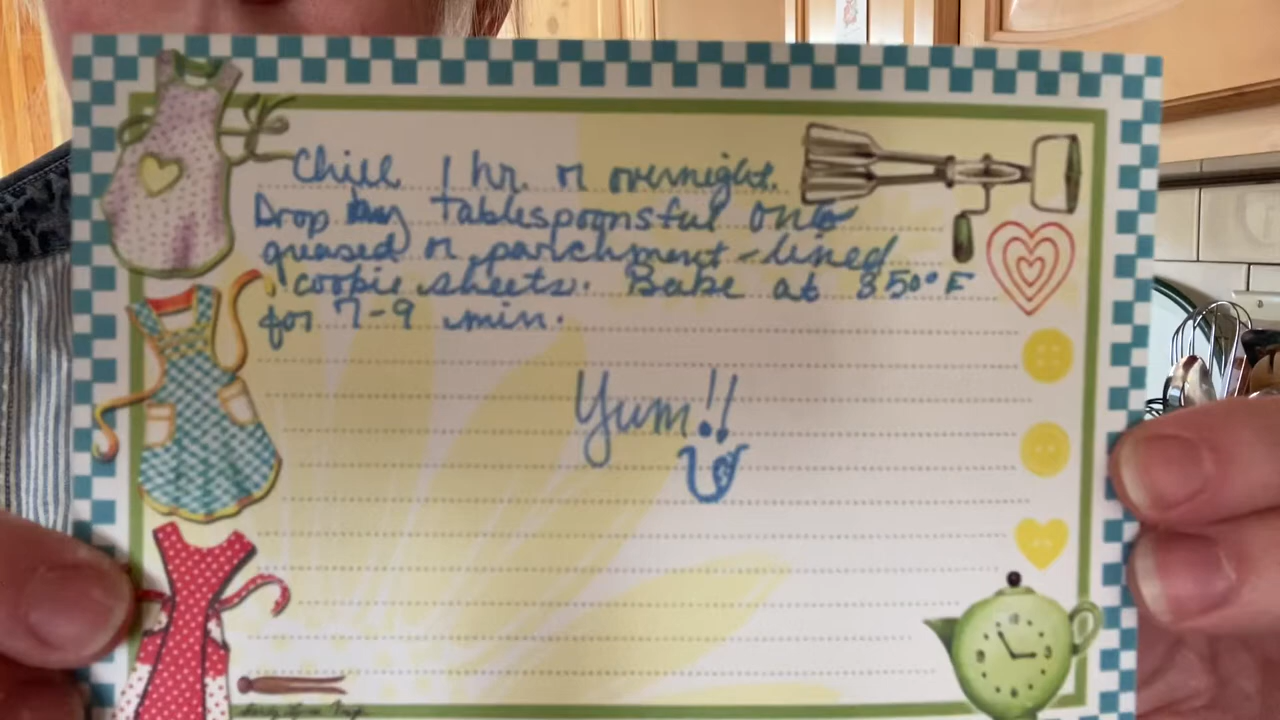 Chill 1 hr. or overnight.
Drop by tablespoonsful onto
greased or parchment-lined
cookie sheets. Bake at 350°F
for 7-9 min.
Yum!!